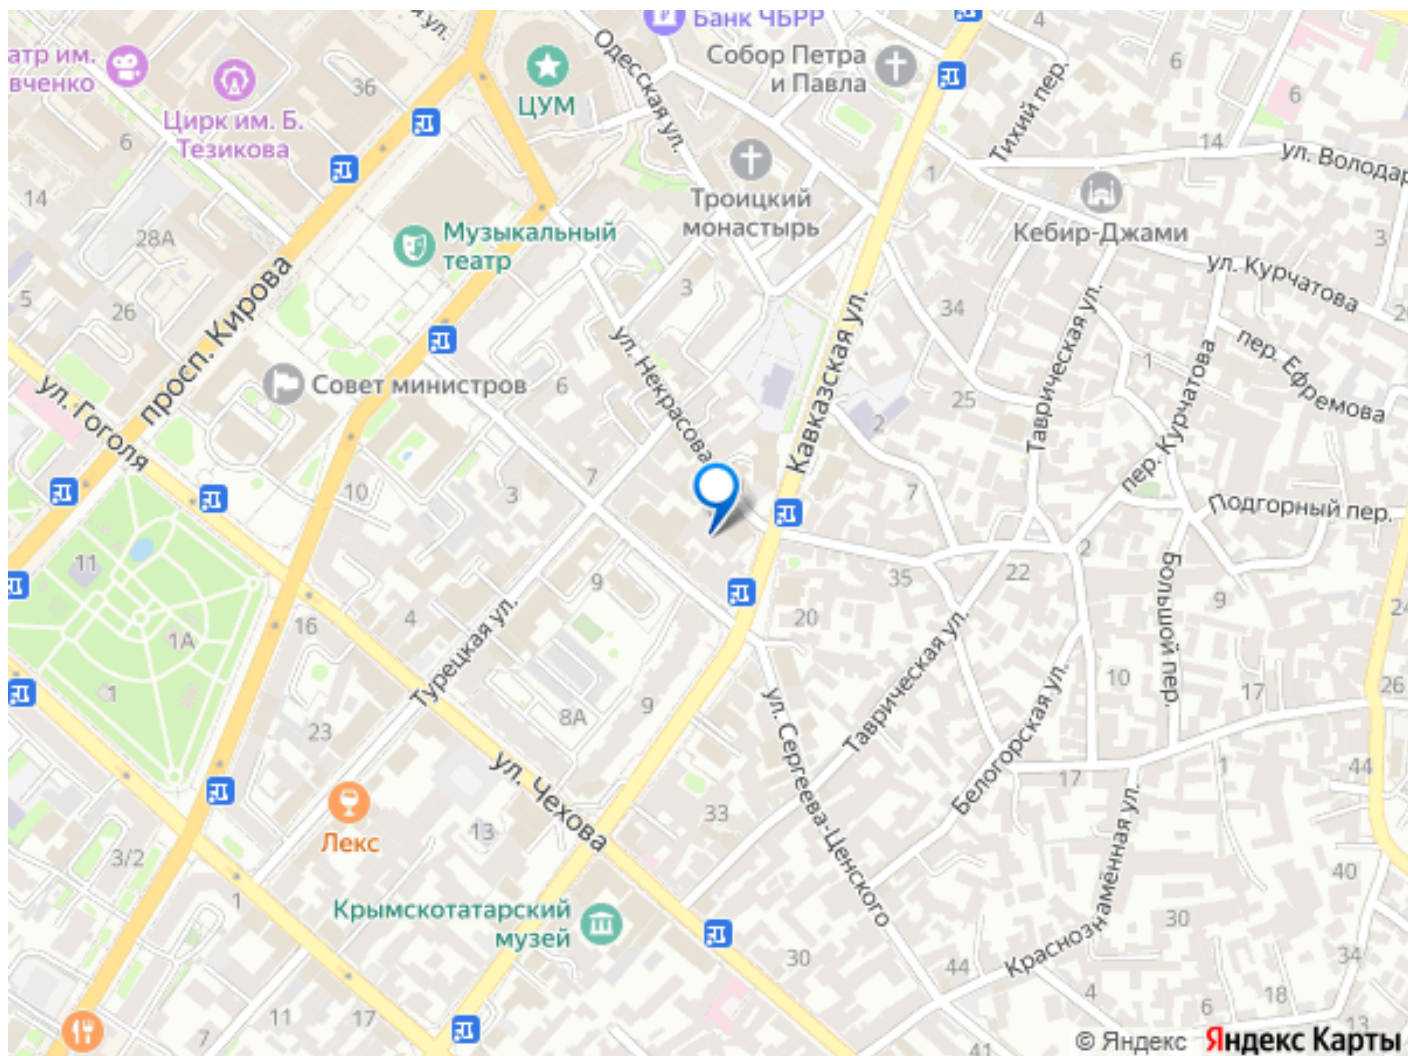 Банк ЧБРР
ул.
атр им.
вченко
Одесская ул.
Собор Петра
и Павла
4
6
36
ЦУМ
Тихий пер.
6
Цирк им. Б.
Тезикова
6
14
ул. Володар
1
14
Троицкий
монастырь
Кебир-Джами
3
28А
Музыкальный
театр
ул. Курчатова
5
26
3
34
20
просп. Кирова
ул. Некрасова
Кавказская ул.
Таврическая ул.
1
пер. Ефремова
Совет министров
6
ул. Гоголя
25
2
пер. Курчатова
10
3
7
7
Подгорный пер.
11
9
35
22
2
Большой пер.
9
24
1А
16
4
Турецкая ул.
20
Таврическая ул.
1
23
8А
9
ул. Сергеева-Ценского
Белогорская ул.
10
17
26
ул. Чехова
17
1
44
Лекс
13
33
3/2
Краснознамённая ул.
40
1
Крымскотатарский
музей
30
30
44
34
4
6
18
7
11
17
41
13
© Яндекс Яндекс Карты